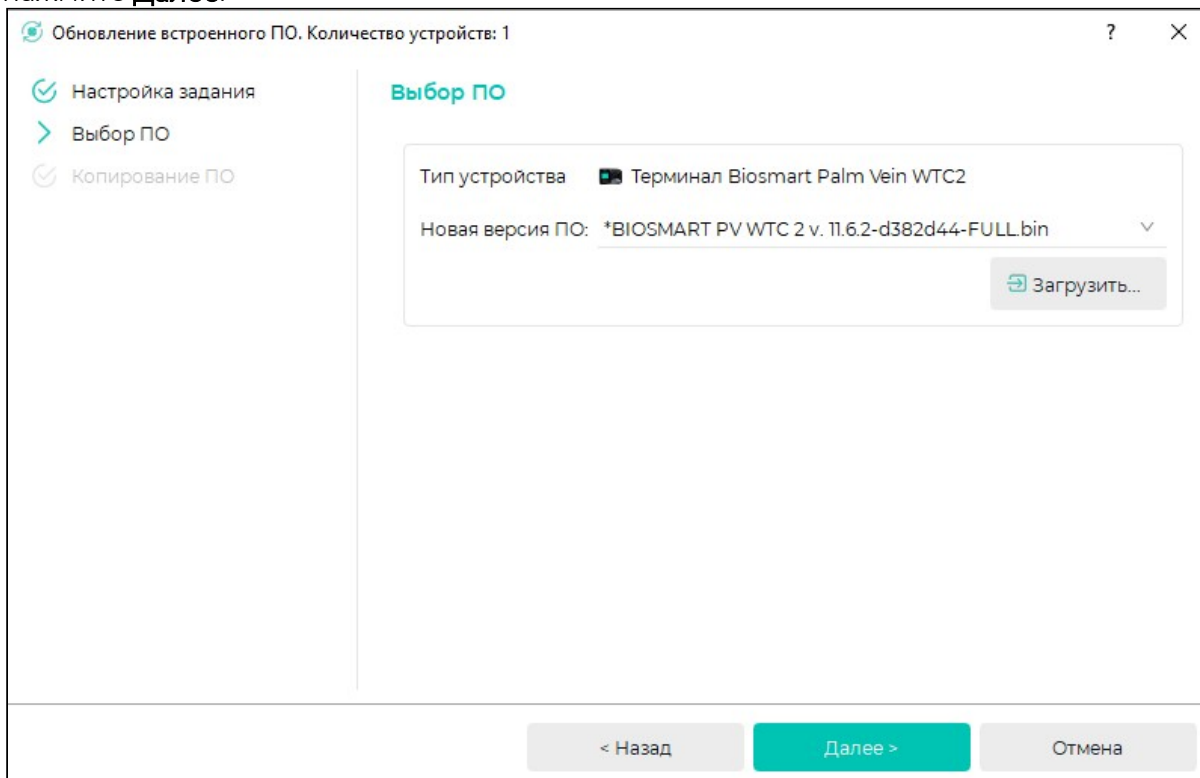 нажмите Далее.
Обновление встроенного ПО. Количество устройств: 1
?
Настройка задания
Выбор ПО
Копирование ПО
Выбор ПО
Тип устройства Терминал Biosmart Palm Vein WTC2
Новая версия ПО: *BIOSMART PV WTC 2 v. 11.6.2-d382d44-FULL.bin
Загрузить...
< Назад
Далее >
Отмена